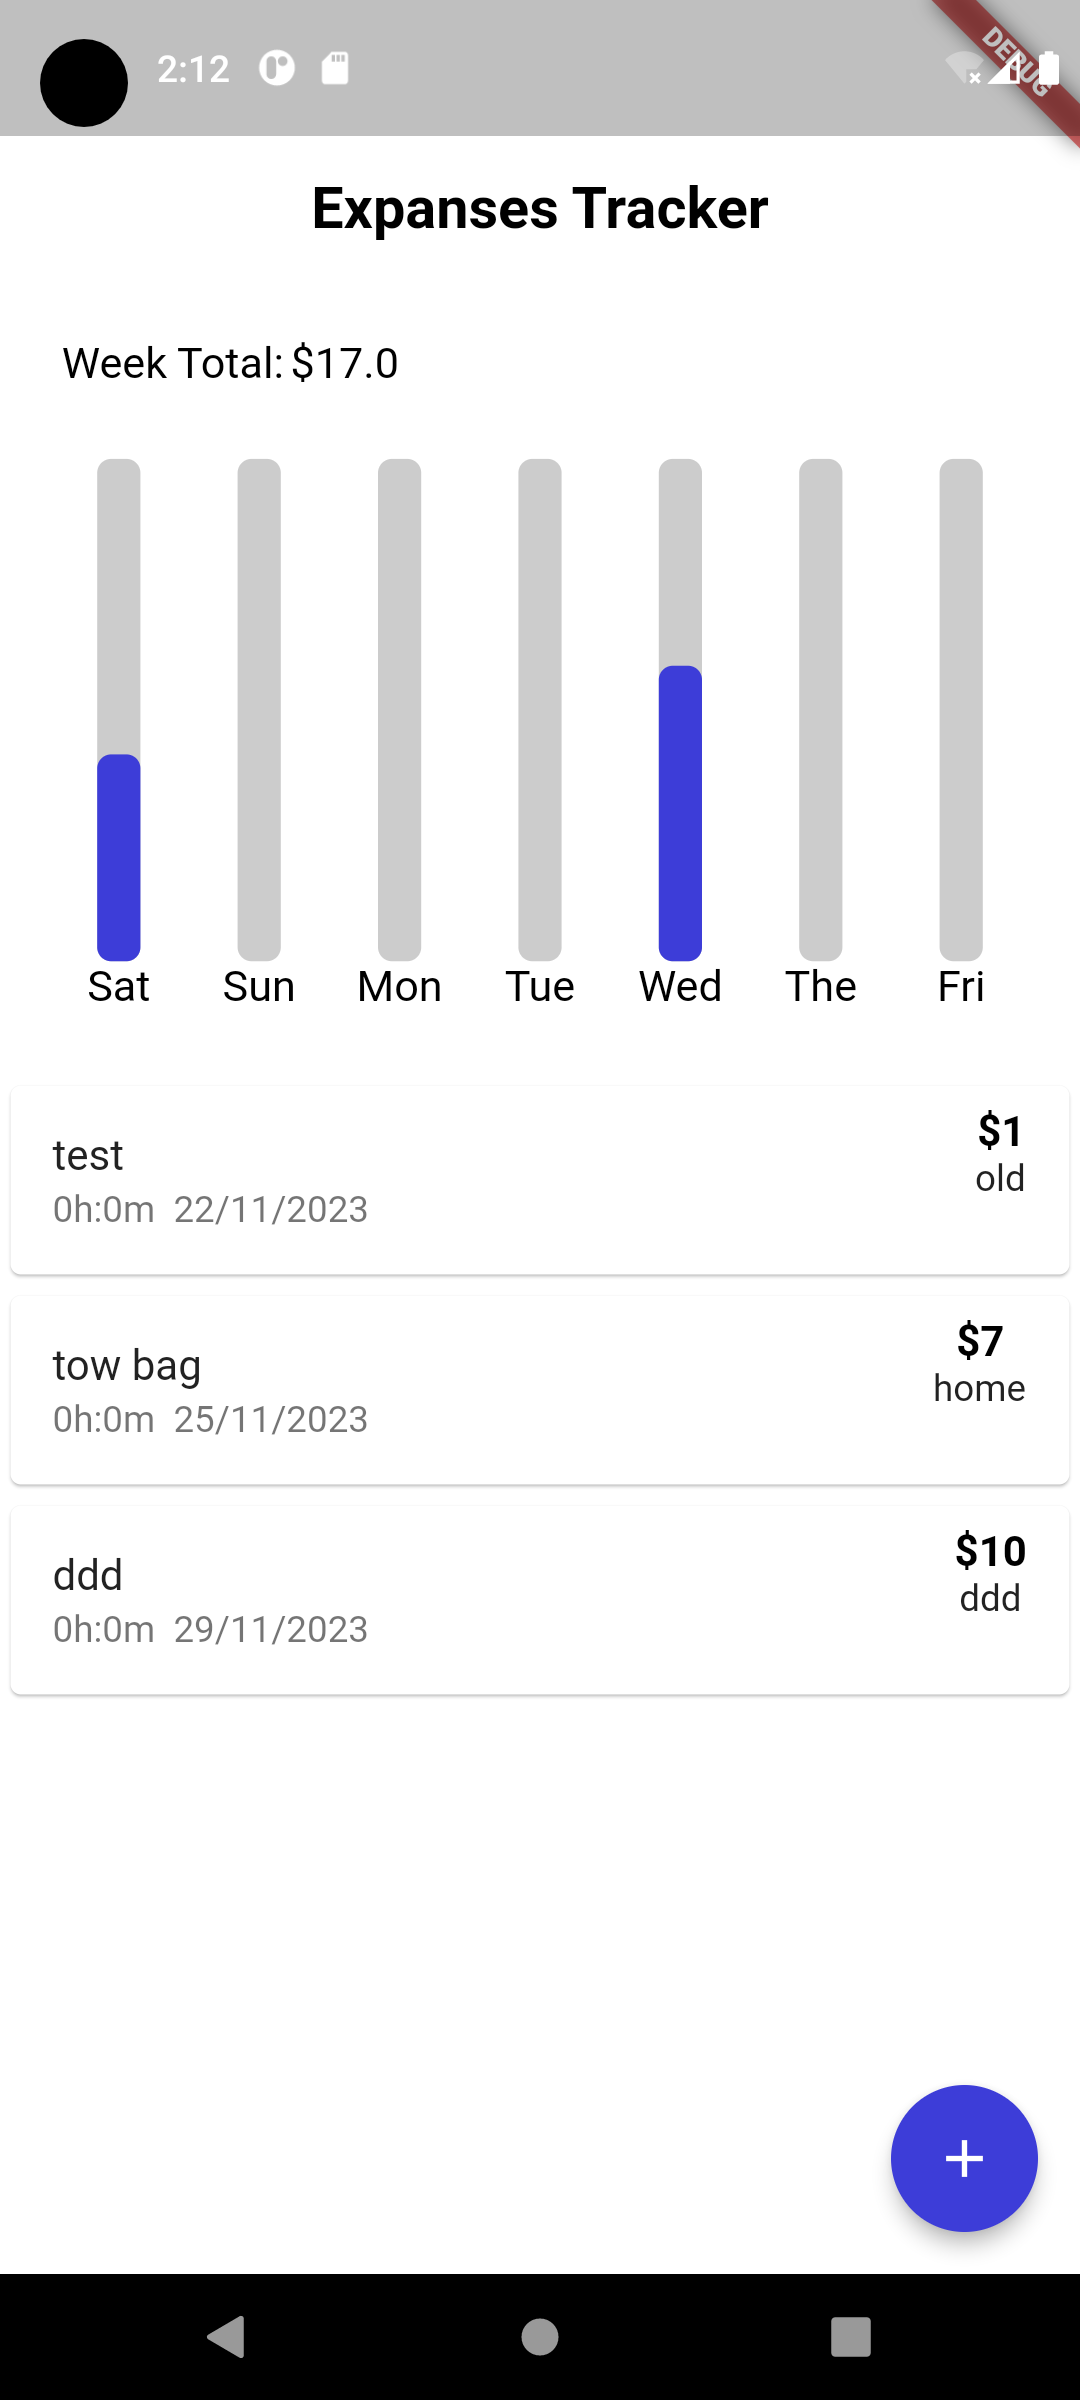 2:12
DEBUG
Expanses Tracker
Week Total: $17.0
Sat Sun Mon Tue Wed The Fri
test
$1
old
0h:0m 22/11/2023
tow bag
$7
home
0h:0m 25/11/2023
ddd
$10
ddd
0h:0m 29/11/2023